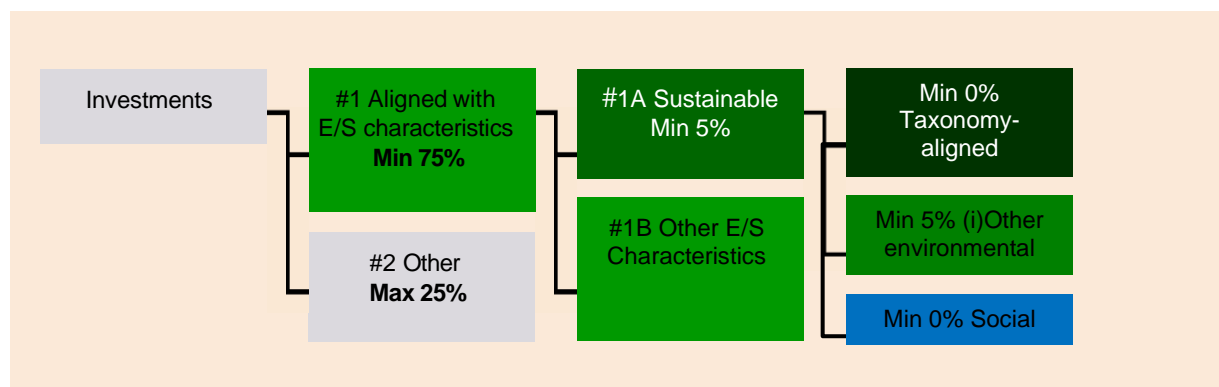 Investments
#1 Aligned with
E/S characteristics
Min 75%
#2 Other
Max 25%
#1A Sustainable
Min 5%
#1B Other E/S
Characteristics
Min 0%
Taxonomy-
aligned
Min 5% (i)Other
environmental
Min 0% Social